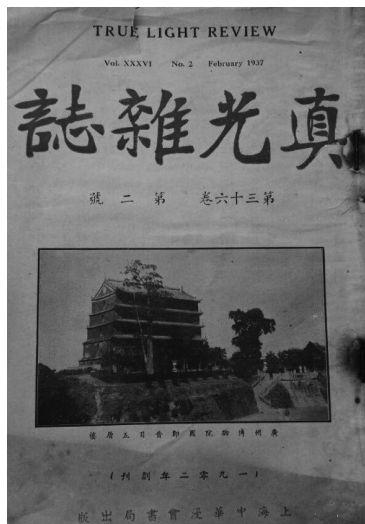 TRUE LIGHT REVIEW
Vol. XXXVI No. 2 February 1937
真光雜誌
第三十六卷 第二號
廣州博物院圖即昔日五層樓
(一九零二年創刊)
上海中華浸會書局出版